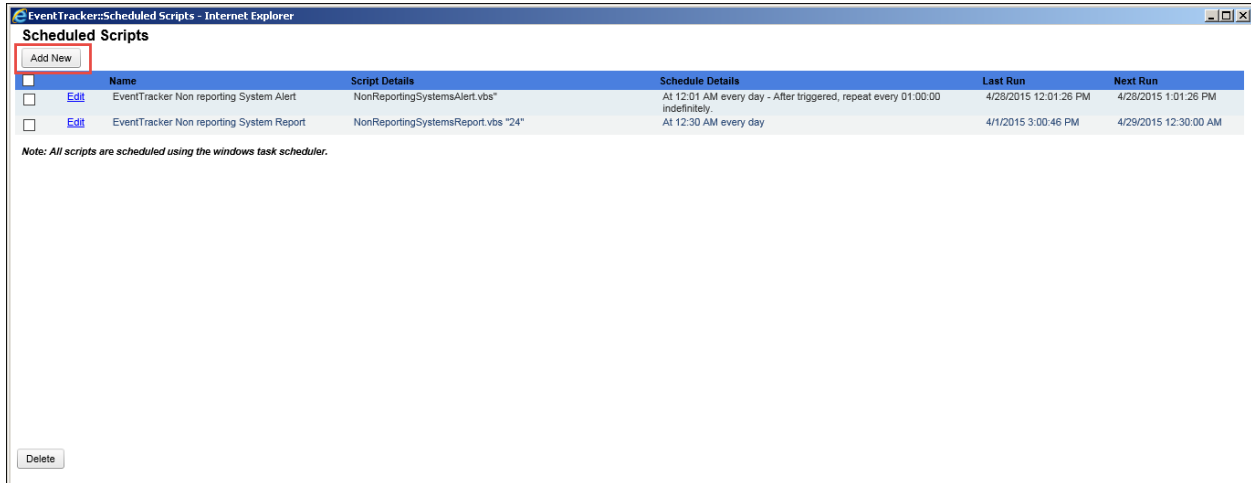 EventTracker::Scheduled Scripts - Internet Explorer
Scheduled Scripts
Add New
Name Script Details Schedule Details Last Run Next Run
Edit EventTracker Non reporting System Alert NonReportingSystemsAlert.vbs" At 12:01 AM every day - After triggered, repeat every 01:00:00 4/28/2015 12:01:26 PM 4/28/2015 1:01:26 PM
indefinitely.
Edit EventTracker Non reporting System Report NonReportingSystemsReport.vbs "24" At 12:30 AM every day 4/1/2015 3:00:46 PM 4/29/2015 12:30:00 AM
Note: All scripts are scheduled using the windows task scheduler.
Delete